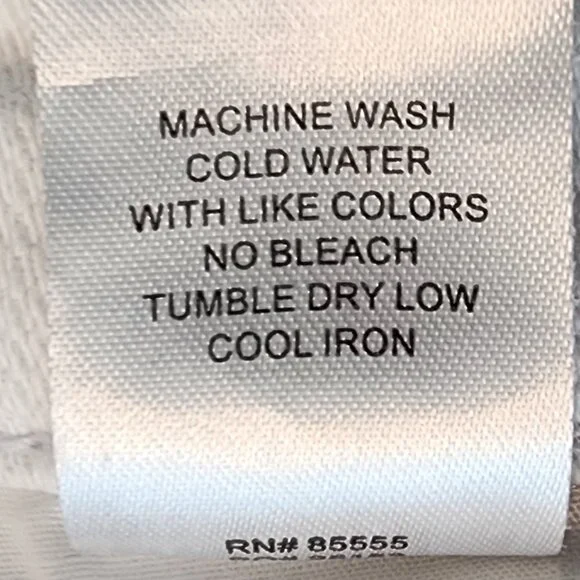 MACHINE WASH
COLD WATER
WITH LIKE COLORS
NO BLEACH
TUMBLE DRY LOW
COOL IRON
RN# 85555